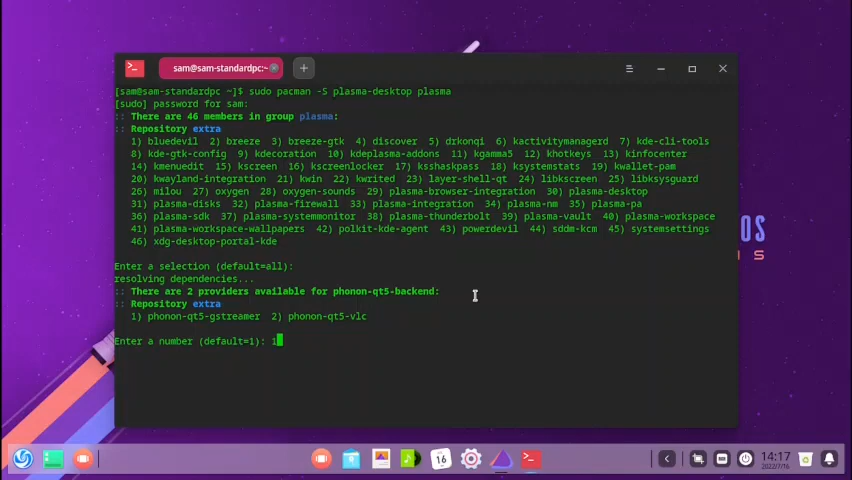 sam@sam-standardpc:~
[sam@sam-standardpc ~]$ sudo pacman -S plasma-desktop plasma
[sudo] password for sam:
:: There are 46 members in group plasma:
:: Repository extra
1) bluedevil 2) breeze 3) breeze-gtk 4) discover 5) drkonqi 6) kactivitymanagerd 7) kde-cli-tools
8) kde-gtk-config 9) kdecoration 10) kdeplasma-addons 11) kgamma5 12) khotkeys 13) kinfocenter
14) kmenuedit 15) kscreen 16) kscreenlocker 17) ksshaskpass 18) ksystemstats 19) kwallet-pam
20) kwayland-integration 21) kwin 22) kwrited 23) layer-shell-qt 24) libkscreen 25) libksysguard
26) milou 27) oxygen 28) oxygen-sounds 29) plasma-browser-integration 30) plasma-desktop
31) plasma-disks 32) plasma-firewall 33) plasma-integration 34) plasma-nm 35) plasma-pa
36) plasma-sdk 37) plasma-systemmonitor 38) plasma-thunderbolt 39) plasma-vault 40) plasma-workspace
41) plasma-workspace-wallpapers 42) polkit-kde-agent 43) powerdevil 44) sddm-kcm 45) systemsettings
46) xdg-desktop-portal-kde
Enter a selection (default=all):
resolving dependencies...
:: There are 2 providers available for phonon-qt5-backend:
:: Repository extra
1) phonon-qt5-gstreamer 2) phonon-qt5-vlc
Enter a number (default=1): 1
OS
S
16
14:17
2022/7/16